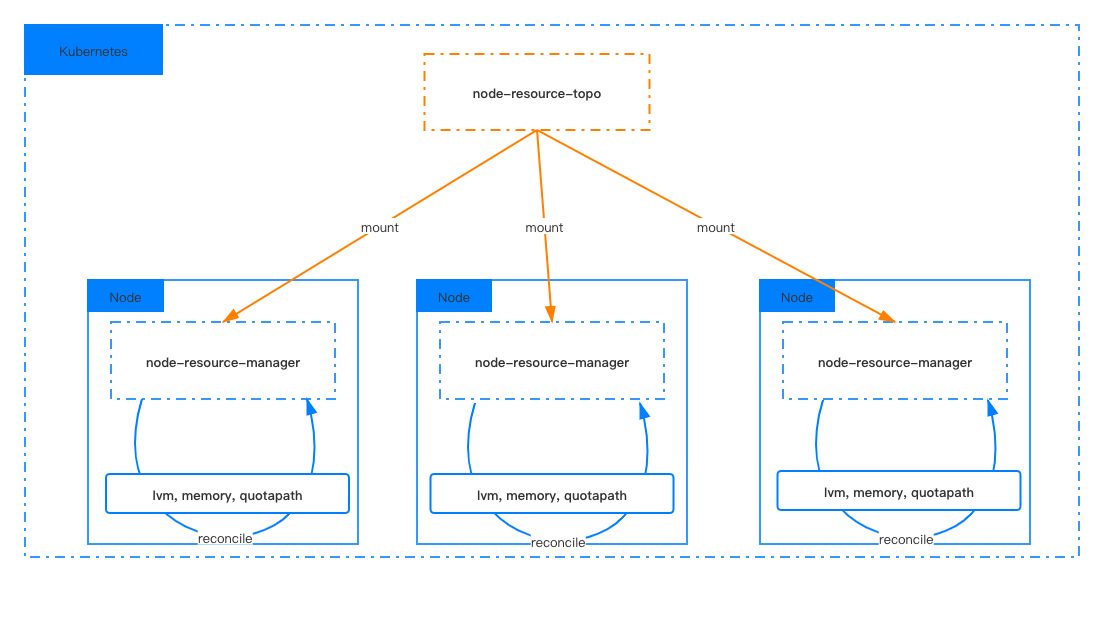 Kubernetes
node-resource-topo
mount
mount
mount
Node
Node
Node
node-resource-manager
node-resource-manager
node-resource-manager
lvm, memory, quotapath
lvm, memory, quotapath
lvm, memory, quotapath
reconcile
reconcile
reconcile